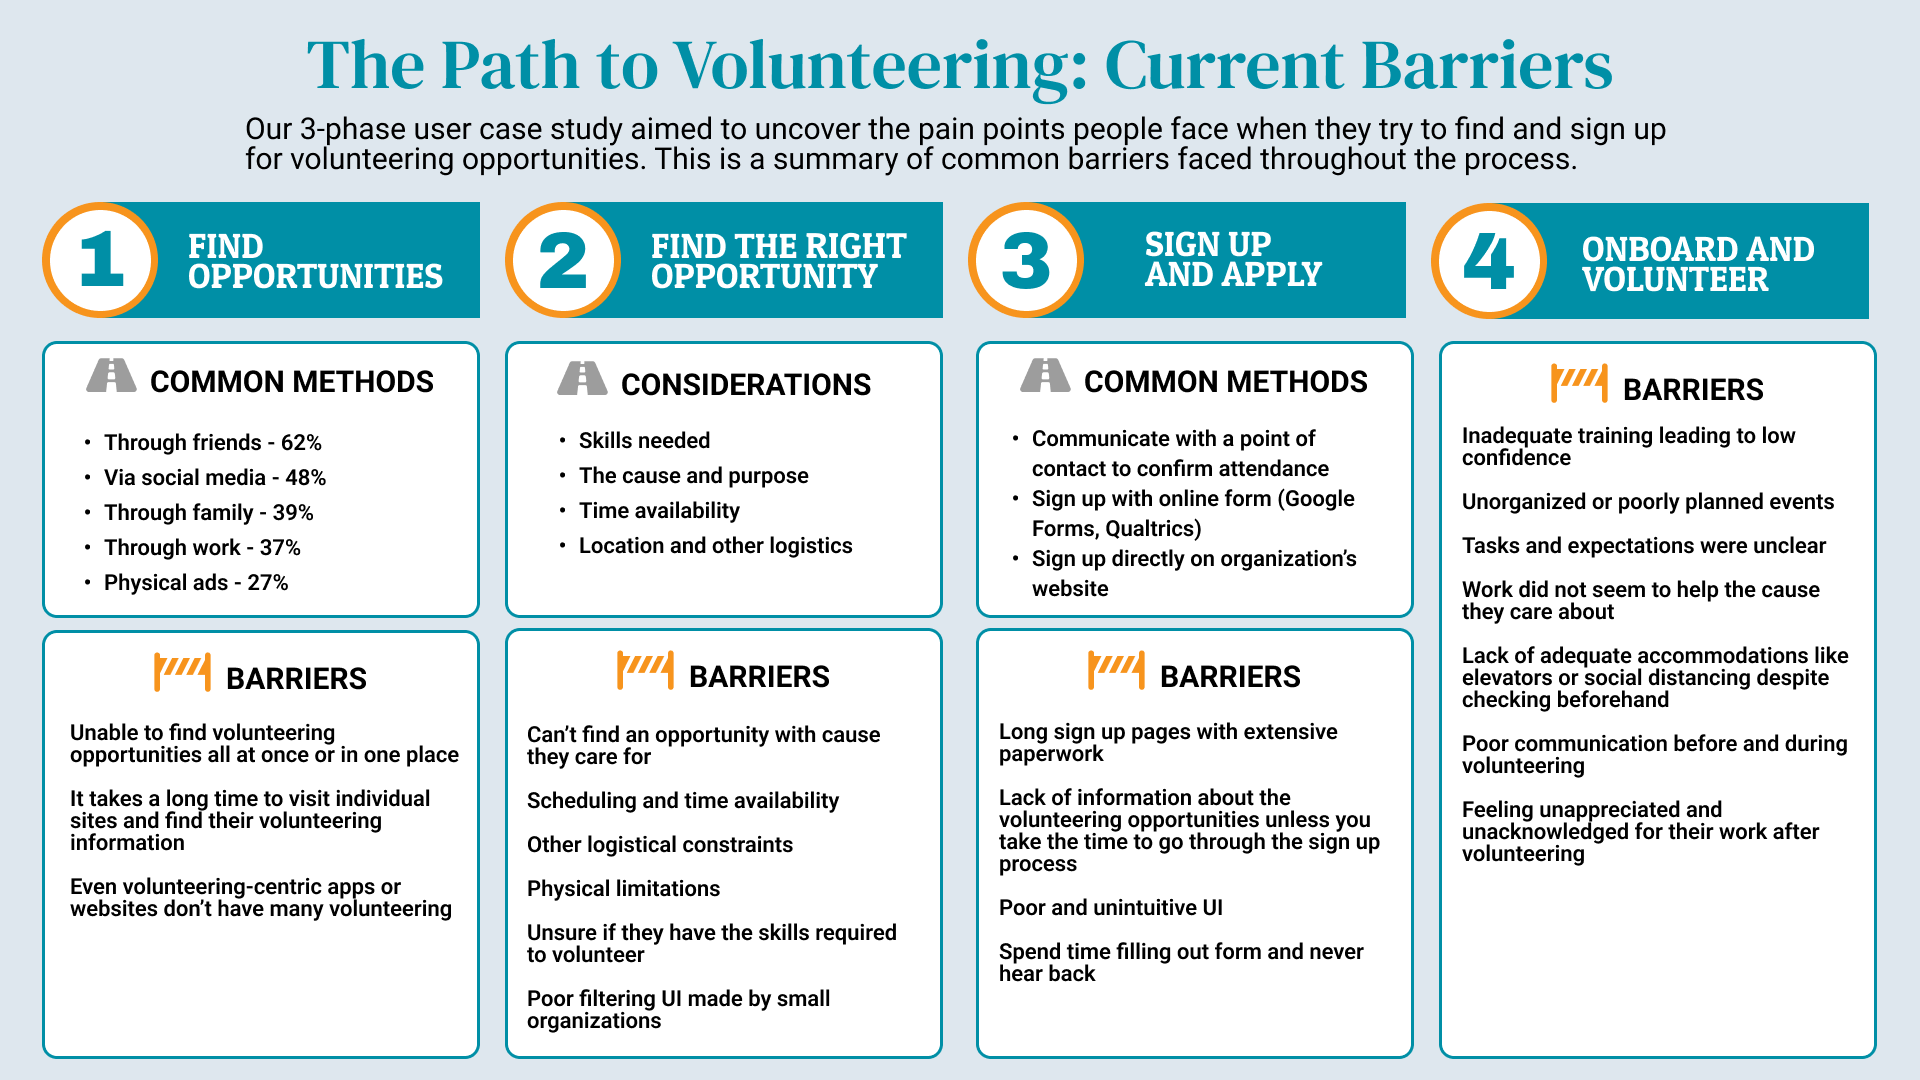 The Path to Volunteering: Current Barriers
Our 3-phase user case study aimed to uncover the pain points people face when they try to find and sign up
for volunteering opportunities. This is a summary of common barriers faced throughout the process.
1
FIND
OPPORTUNITIES
COMMON METHODS
• Through friends - 62%
• Via social media - 48%
• Through family - 39%
• Through work - 37%
• Physical ads - 27%
BARRIERS
Unable to find volunteering
opportunities all at once or in one place
It takes a long time to visit individual
sites and find their volunteering
information
Even volunteering-centric apps or
websites don't have many volunteering
2
FIND THE RIGHT
OPPORTUNITY
CONSIDERATIONS
• Skills needed
• The cause and purpose
• Time availability
• Location and other logistics
BARRIERS
Can't find an opportunity with cause
they care for
Scheduling and time availability
Other logistical constraints
Physical limitations
Unsure if they have the skills required
to volunteer
Poor filtering UI made by small
organizations
3
SIGN UP
AND APPLY
COMMON METHODS
• Communicate with a point of
contact to confirm attendance
• Sign up with online form (Google
Forms, Qualtrics)
• Sign up directly on organization's
website
BARRIERS
Long sign up pages with extensive
paperwork
Lack of information about the
volunteering opportunities unless you
take the time to go through the sign up
process
Poor and unintuitive UI
Spend time filling out form and never
hear back
4
ONBOARD AND
VOLUNTEER
BARRIERS
Inadequate training leading to low
confidence
Unorganized or poorly planned events
Tasks and expectations were unclear
Work did not seem to help the cause
they care about
Lack of adequate accommodations like
elevators or social distancing despite
checking beforehand
Poor communication before and during
volunteering
Feeling unappreciated and
unacknowledged for their work after
volunteering